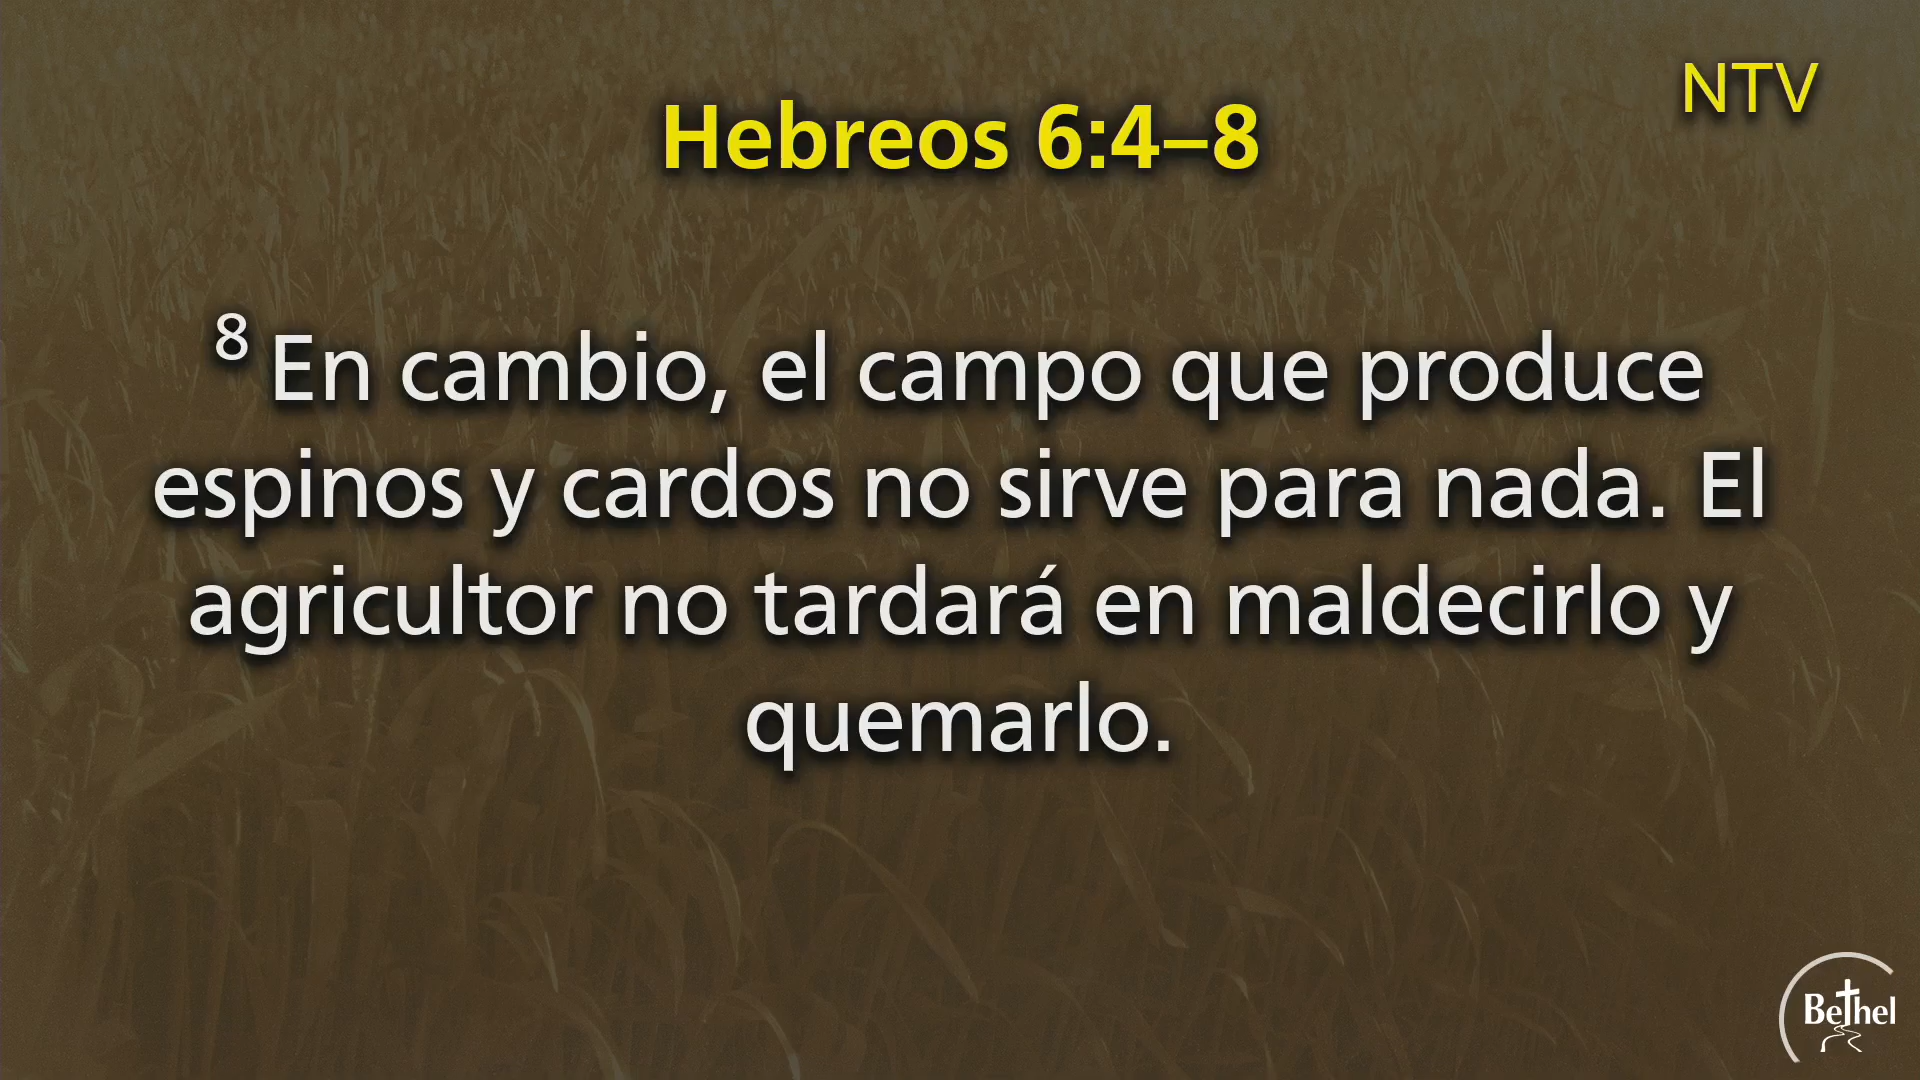 NTV
Hebreos 6:4–8
8 En cambio, el campo que produce
espinos y cardos no sirve para nada. El
agricultor no tardará en maldecirlo y
quemarlo.
Bethel